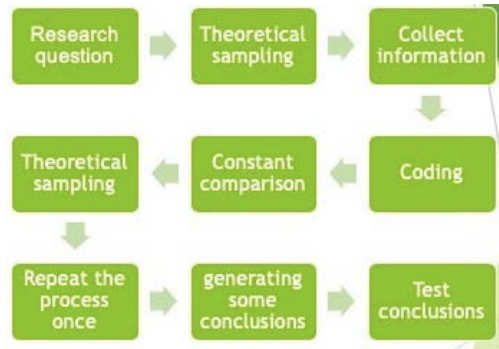 Research
question
Theoretical
sampling
Collect
information
Coding
Constant
comparison
Theoretical
sampling
Repeat the
process
once
generating
some
conclusions
Test
conclusions